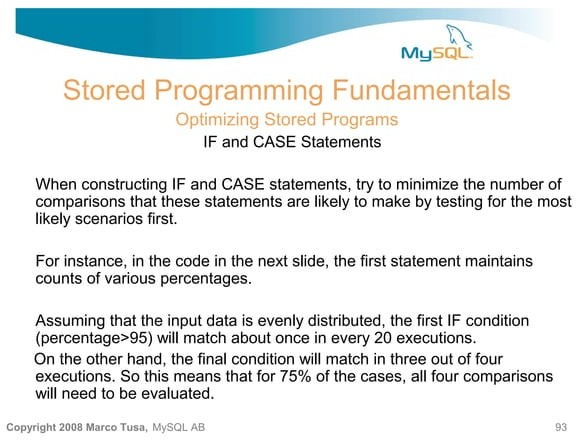 MySQL
Stored Programming Fundamentals
Optimizing Stored Programs
IF and CASE Statements
When constructing IF and CASE statements, try to minimize the number of
comparisons that these statements are likely to make by testing for the most
likely scenarios first.
For instance, in the code in the next slide, the first statement maintains
counts of various percentages.
Assuming that the input data is evenly distributed, the first IF condition
(percentage>95) will match about once in every 20 executions.
On the other hand, the final condition will match in three out of four
executions. So this means that for 75% of the cases, all four comparisons
will need to be evaluated.
Copyright 2008 Marco Tusa, MySQL AB 93